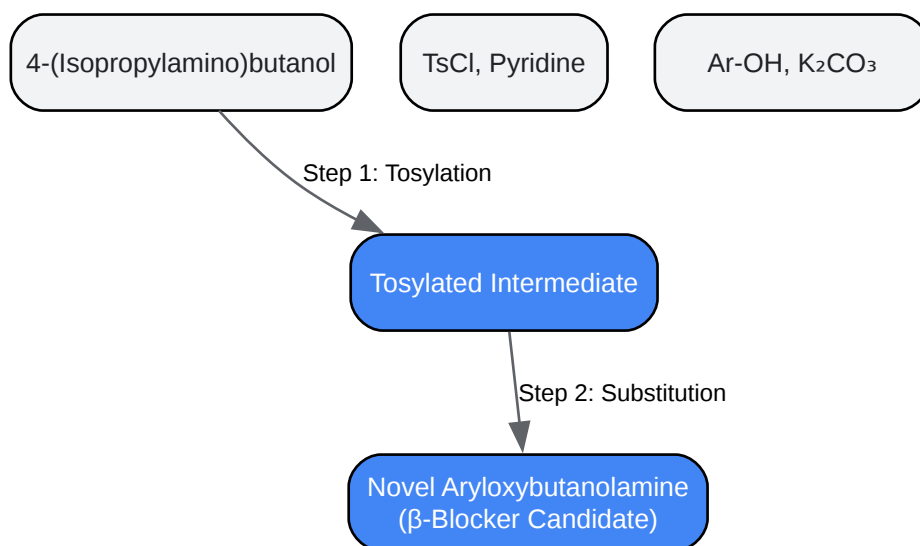 4-(Isopropylamino)butanol
TsCl, Pyridine
Ar-OH, K₂CO₃
Step 1: Tosylation
Tosylated Intermediate
Step 2: Substitution
Novel Aryloxybutanolamine
(β-Blocker Candidate)